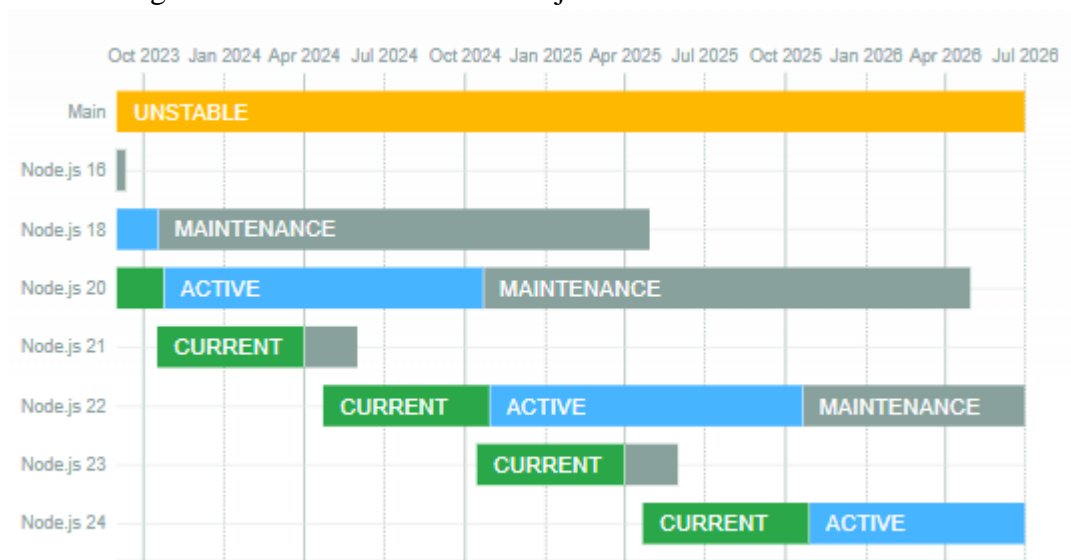 Oct 2023 Jan 2024 Apr 2024 Jul 2024 Oct 2024 Jan 2025 Apr 2025 Jul 2025 Oct 2025 Jan 2026 Apr 2026 Jul 2026
Main UNSTABLE
Node.js 16
Node.js 18 MAINTENANCE
Node.js 20 ACTIVE MAINTENANCE
Node.js 21 CURRENT
Node.js 22 CURRENT ACTIVE MAINTENANCE
Node.js 23 CURRENT
Node.js 24 CURRENT ACTIVE